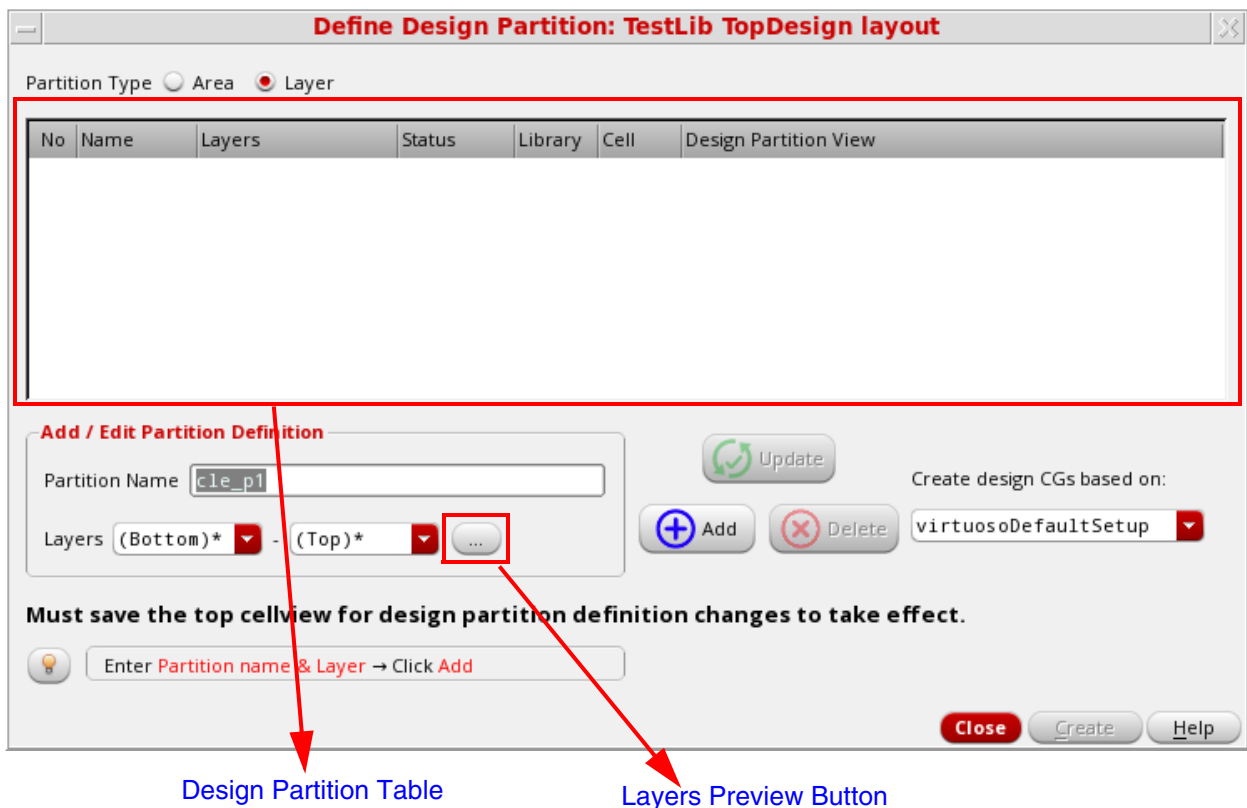 Define Design Partition: TestLib TopDesign layout
Partition Type Area Layer
No Name Layers Status Library Cell Design Partition View
Add / Edit Partition Definition
Partition Name cle_p1
Layers (Bottom)* - (Top)* ...
Update
Add Delete
Create design CGs based on:
virtuosoDefaultSetup
Must save the top cellview for design partition definition changes to take effect.
Enter Partition name & Layer → Click Add
Close Create Help
Design Partition Table
Layers Preview Button